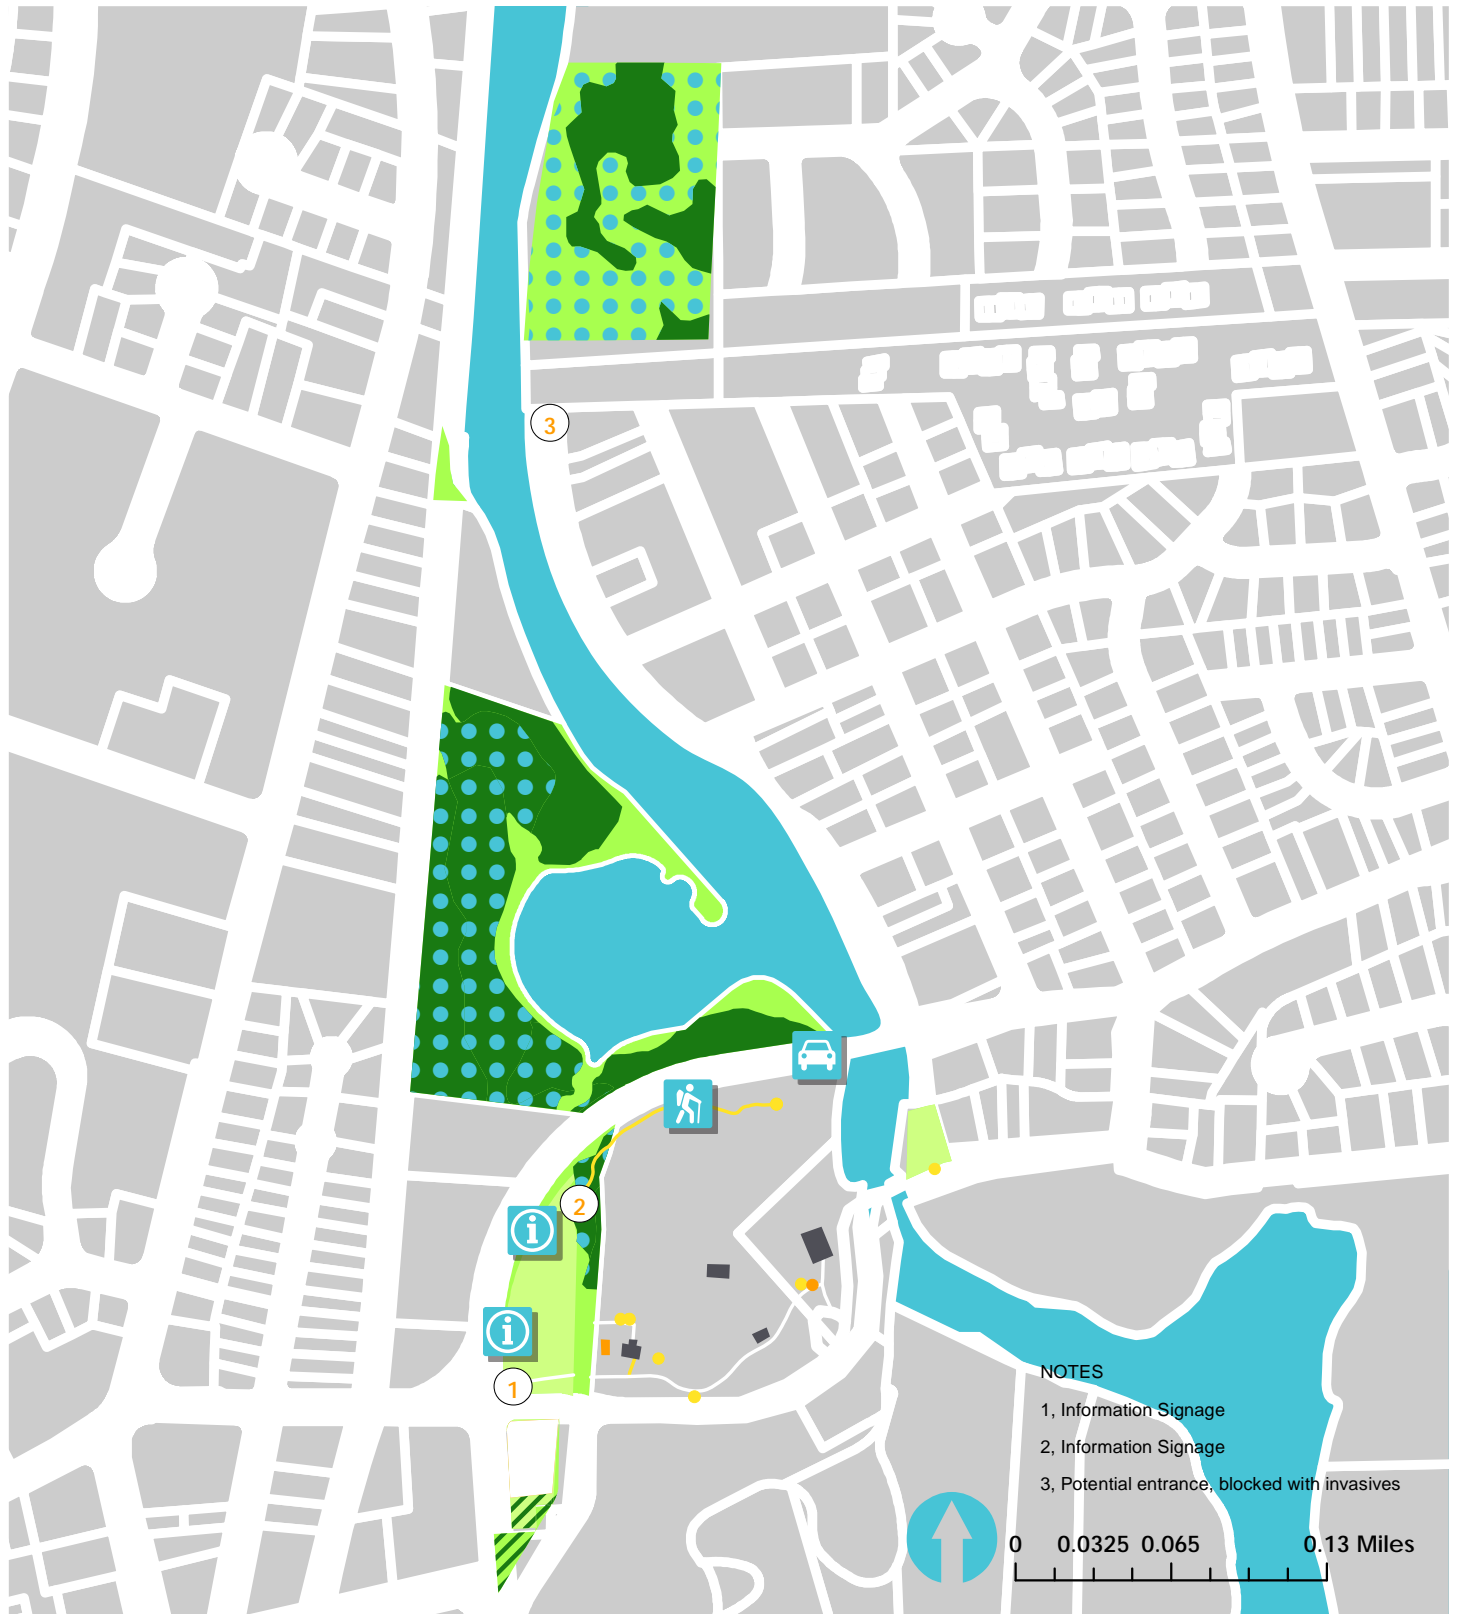 3
2
1
NOTES
1, Information Signage
2, Information Signage
3, Potential entrance, blocked with invasives
0 0.0325 0.065 0.13 Miles